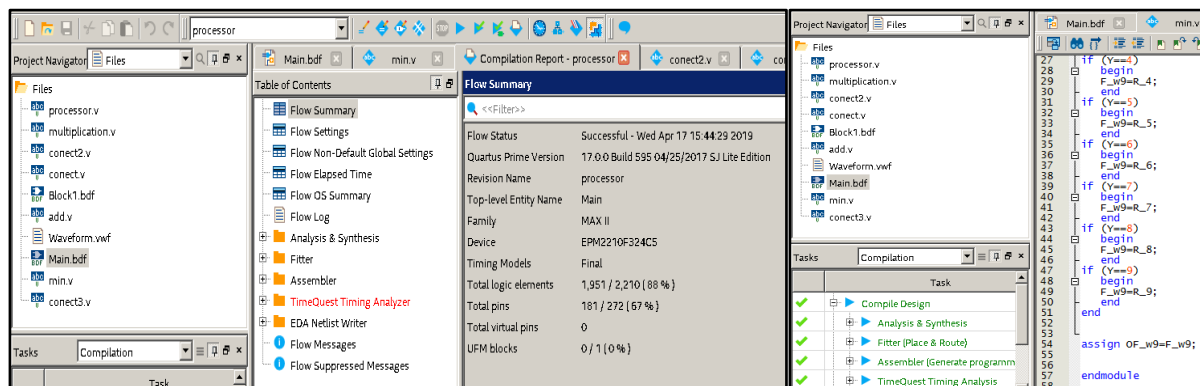 processor
Project Navigator Files
Files
processor.v
multiplication.v
conect2.v
conect.v
Block1.bdf
add.v
Waveform.vwf
Main.bdf
min.v
conect3.v
Tasks Compilation
Task
Main.bdf min.v Compilation Report - processor conect2.v co
Table of Contents
Flow Summary
Flow Settings
Flow Non-Default Global Settings
Flow Elapsed Time
Flow OS Summary
Flow Log
Analysis & Synthesis
Fitter
Assembler
TimeQuest Timing Analyzer
EDA Netlist Writer
Flow Messages
Flow Suppressed Messages
Flow Summary
<<Filter>>
Flow Status Successful - Wed Apr 17 15:44:29 2019
Quartus Prime Version 17.0.0 Build 595 04/25/2017 SJ Lite Edition
Revision Name processor
Top-level Entity Name Main
Family MAX II
Device EPM2210F324C5
Timing Models Final
Total logic elements 1,951 / 2,210 ( 88 % )
Total pins 181 / 272 ( 67 % )
Total virtual pins 0
UFM blocks 0 / 1 ( 0 % )
Project Navigator Files
Files
processor.v
multiplication.v
conect2.v
conect.v
Block1.bdf
add.v
Waveform.vwf
Main.bdf
min.v
conect3.v
Tasks Compilation
Task
Compile Design
Analysis & Synthesis
Fitter (Place & Route)
Assembler (Generate programm
TimeQuest Timing Analysis
Main.bdf min.v
27 if (Y==4)
28 begin
29 F_w9=R_4;
30 end
31 if (Y==5)
32 begin
33 F_w9=R_5;
34 end
35 if (Y==6)
36 begin
37 F_w9=R_6;
38 end
39 if (Y==7)
40 begin
41 F_w9=R_7;
42 end
43 if (Y==8)
44 begin
45 F_w9=R_8;
46 end
47 if (Y==9)
48 begin
49 F_w9=R_9;
50 end
51 end
52
53
54 assign OF_w9=F_w9;
55
56
57 endmodule
58